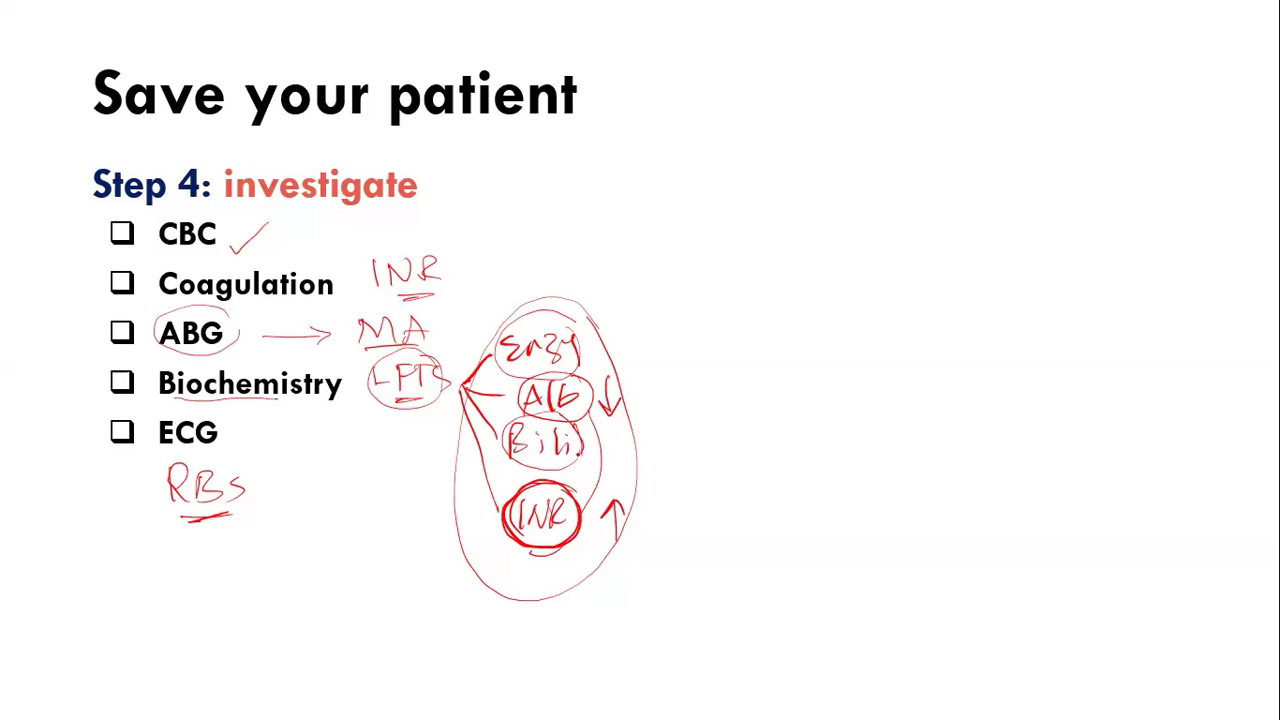 Save your patient
Step 4: investigate
CBC
Coagulation INR
ABG MA
Biochemistry LFTs
ECG
RBS
Enzy
Alb
Bili
INR